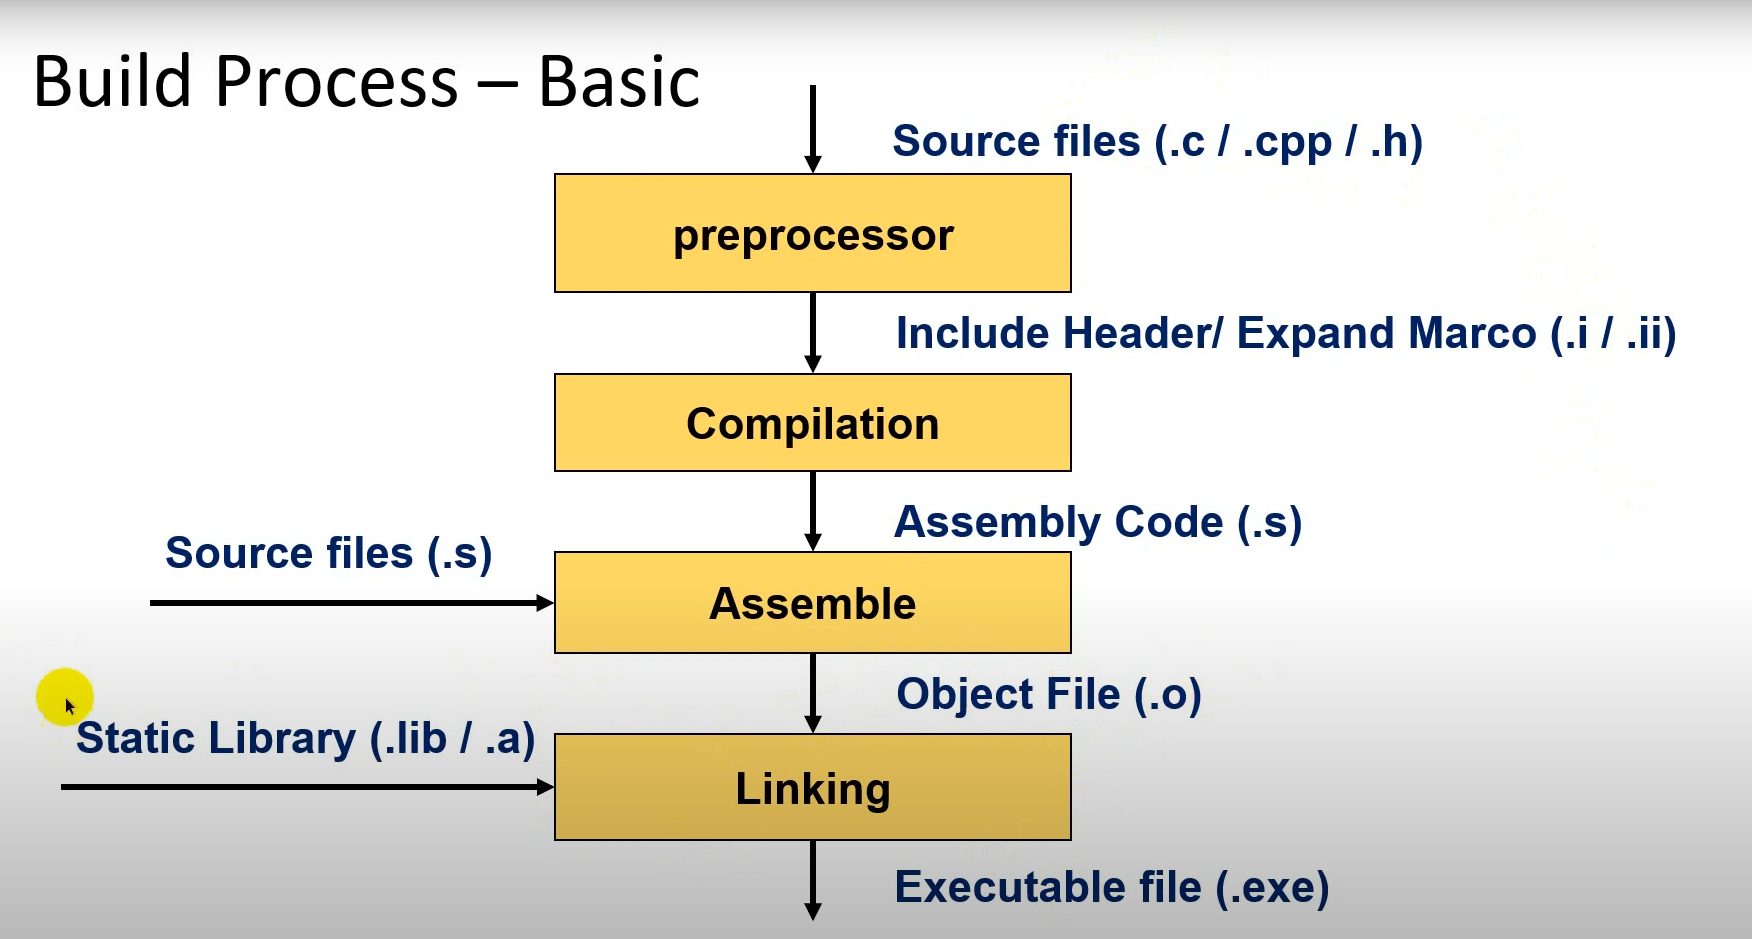 Build Process – Basic
Source files (.c / .cpp / .h)
preprocessor
Include Header/ Expand Marco (.i / .ii)
Compilation
Assembly Code (.s)
Source files (.s)
Assemble
Object File (.o)
Static Library (.lib / .a)
Linking
Executable file (.exe)